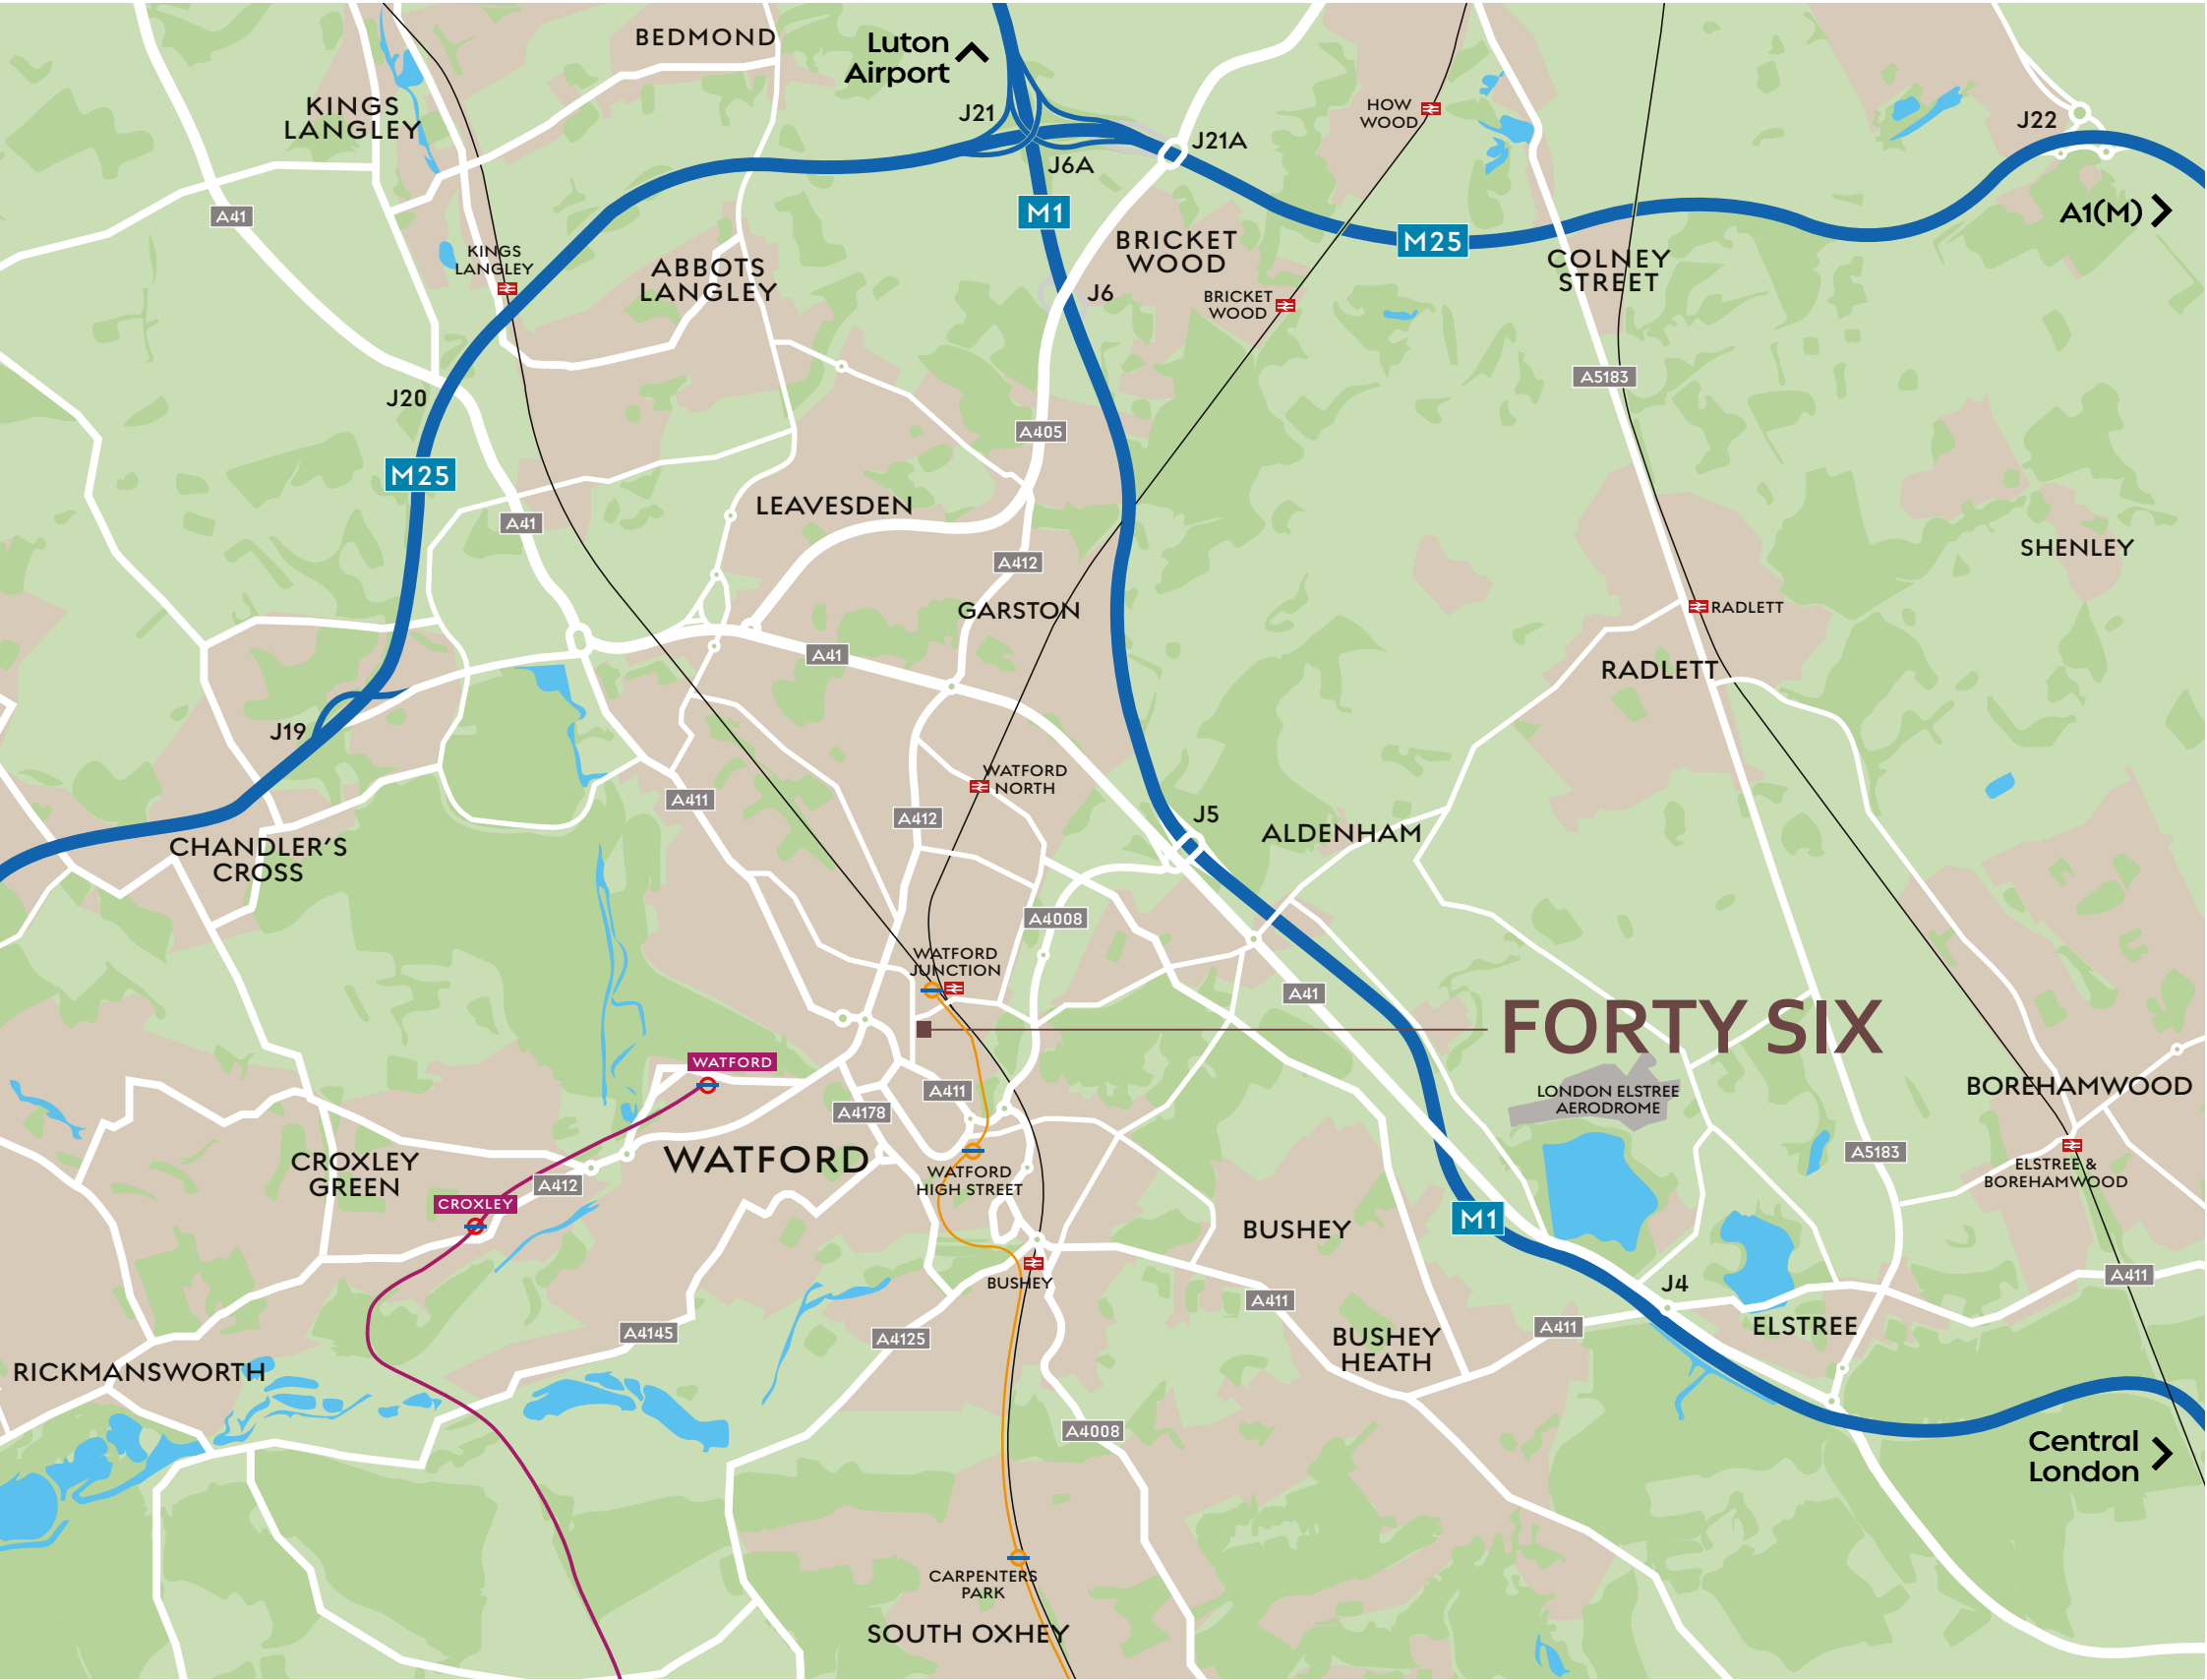 BEDMOND
Luton
Airport
KINGS
LANGLEY
J21
J21A
J6A
HOW
WOOD
J22
A41
M1
M25
A1(M)
KINGS
LANGLEY
ABBOTS
LANGLEY
BRICKET
WOOD
J6
BRICKET
WOOD
COLNEY
STREET
J20
A5183
A405
M25
LEAVESDEN
A41
A412
SHENLEY
GARSTON
RADLETT
A41
RADLETT
J19
WATFORD
NORTH
A411
A412
J5
ALDENHAM
CHANDLER'S
CROSS
A4008
WATFORD
JUNCTION
A41
FORTY SIX
WATFORD
A411
A4178
LONDON ELSTREE
AERODROME
BOREHAMWOOD
CROXLEY
GREEN
WATFORD
A412
WATFORD
HIGH STREET
A5183
ELSTREE &
BOREHAMWOOD
CROXLEY
BUSHEY
M1
BUSHEY
J4
A411
A411
A4145
A4125
A411
ELSTREE
BUSHEY
HEATH
RICKMANSWORTH
A4008
Central
London
CARPENTERS
PARK
SOUTH OXHEY